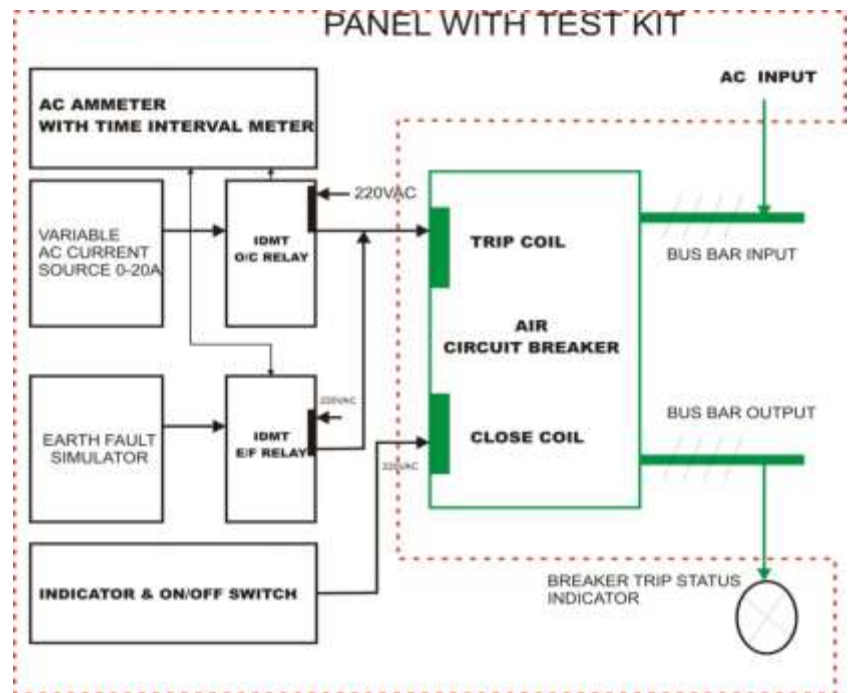 PANEL WITH TEST KIT
AC INPUT
AC AMMETER
WITH TIME INTERVAL METER
220VAC
VARIABLE
AC CURRENT
SOURCE 0-20A
IDMT
O/C RELAY
TRIP COIL
BUS BAR INPUT
AIR
CIRCUIT BREAKER
EARTH FAULT
SIMULATOR
220VAC
IDMT
E/F RELAY
CLOSE COIL
220VAC
BUS BAR OUTPUT
INDICATOR & ON/OFF SWITCH
BREAKER TRIP STATUS
INDICATOR